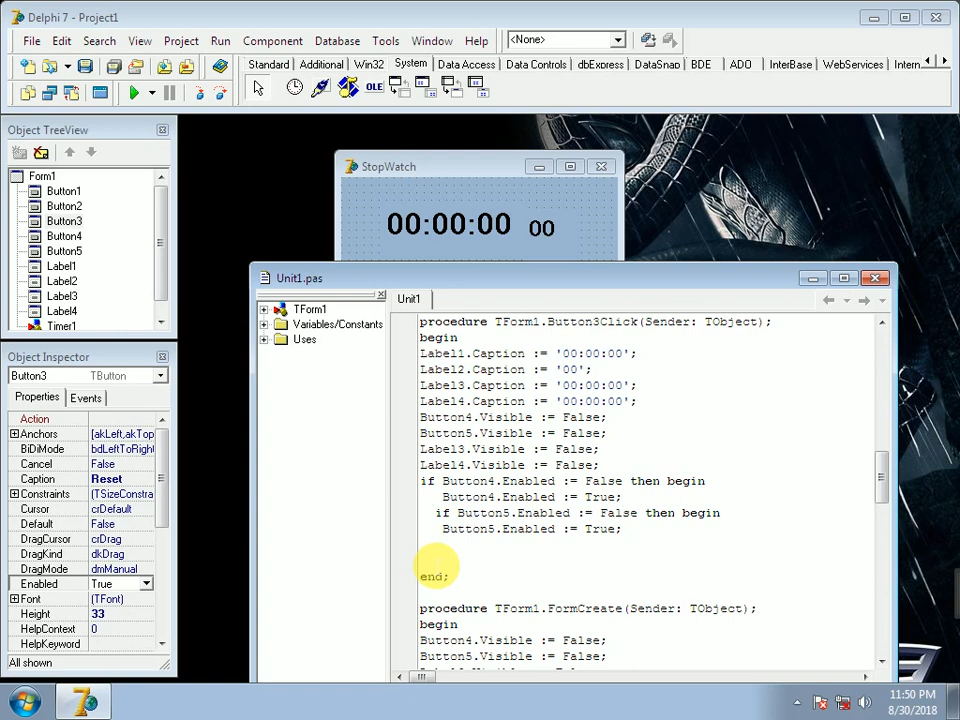 Delphi 7 - Project1
File Edit Search View Project Run Component Database Tools Window Help <None>
Standard Additional Win32 System Data Access Data Controls dbExpress DataSnap BDE ADO InterBase WebServices Intern
OLE
Object TreeView
Form1
Button1
Button2
Button3
Button4
Button5
Label1
Label2
Label3
Label4
Timer1
StopWatch
00:00:00 00
Object Inspector
Button3 TButton
Properties Events
Action
Anchors [akLeft,akTop
BiDiMode bdLeftToRight
Cancel False
Caption Reset
Constraints (TSizeConstra
Cursor crDefault
Default False
DragCursor crDrag
DragKind dkDrag
DragMode dmManual
Enabled True
Font (TFont)
Height 33
HelpContext 0
HelpKeyword
All shown
Unit1.pas
TForm1
Variables/Constants
Uses
Unit1
procedure TForm1.Button3Click(Sender: TObject);
begin
Label1.Caption := '00:00:00';
Label2.Caption := '00';
Label3.Caption := '00:00:00';
Label4.Caption := '00:00:00';
Button4.Visible := False;
Button5.Visible := False;
Label3.Visible := False;
Label4.Visible := False;
if Button4.Enabled := False then begin
Button4.Enabled := True;
if Button5.Enabled := False then begin
Button5.Enabled := True;
end;
procedure TForm1.FormCreate(Sender: TObject);
begin
Button4.Visible := False;
Button5.Visible := False;
11:50 PM
8/30/2018